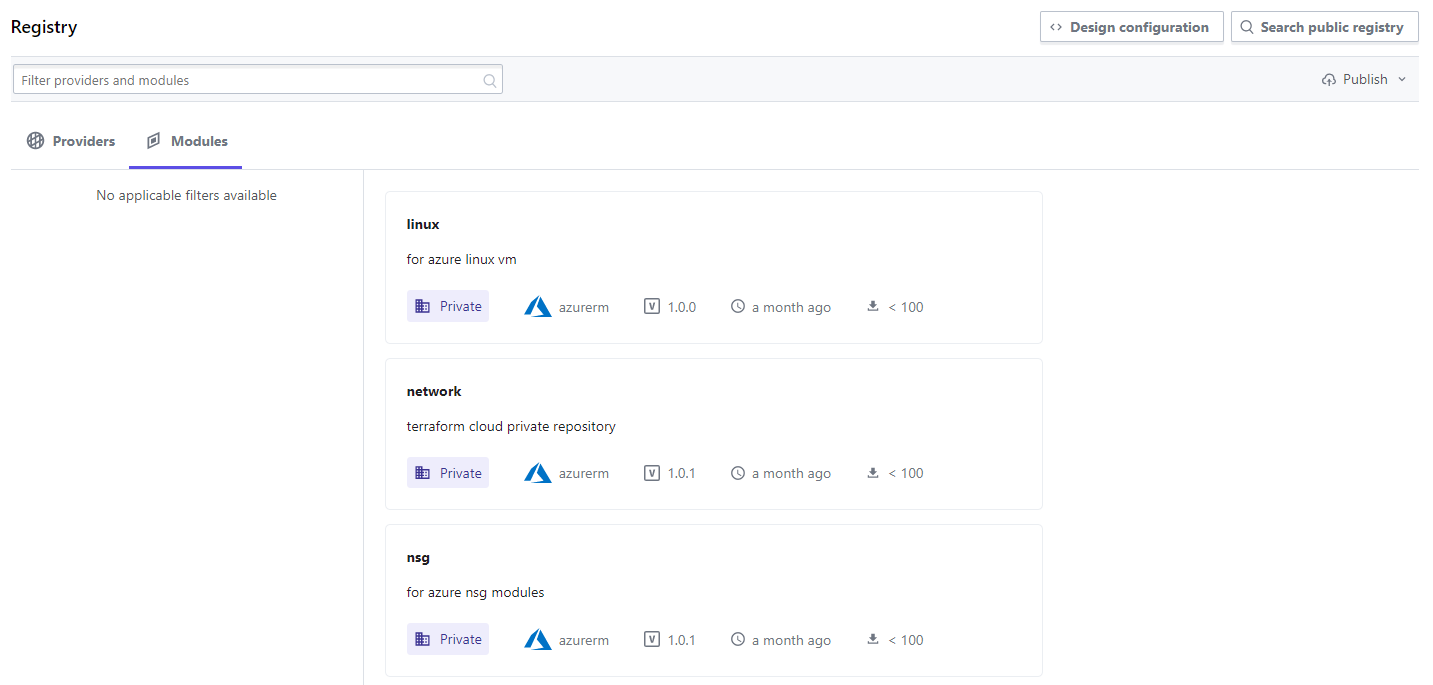 Registry
Design configuration
Search public registry
Filter providers and modules
Publish
Providers
Modules
No applicable filters available
linux
for azure linux vm
Private azurerm V 1.0.0 a month ago < 100
network
terraform cloud private repository
Private azurerm V 1.0.1 a month ago < 100
nsg
for azure nsg modules
Private azurerm V 1.0.1 a month ago < 100